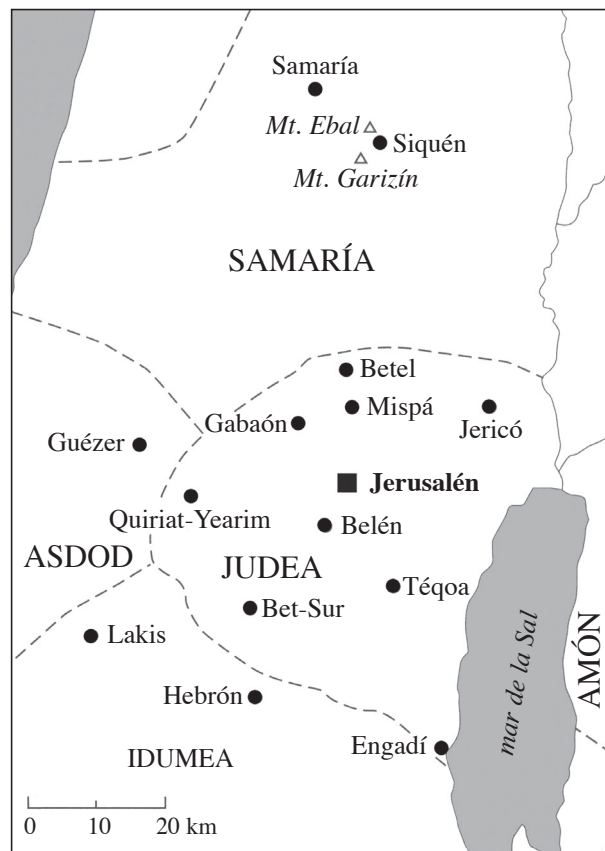 Samaría
Mt. Ebal
Siquén
Mt. Garizín
SAMARÍA
Betel
Mispá
Gabaón
Jericó
Guézer
Jerusalén
Quiriat-Yearim
Belén
ASDOD
JUDEA
Téqoa
Bet-Sur
Lakis
mar de la Sal
AMÓN
Hebrón
Engadí
IDUMEA
0 10 20 km